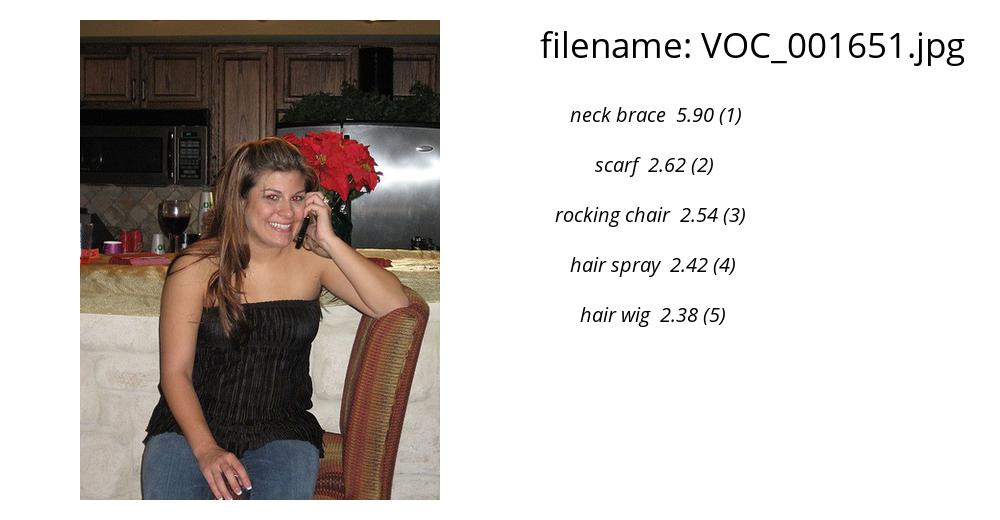 filename: VOC_001651.jpg
neck brace 5.90 (1)
scarf 2.62 (2)
rocking chair 2.54 (3)
hair spray 2.42 (4)
hair wig 2.38 (5)